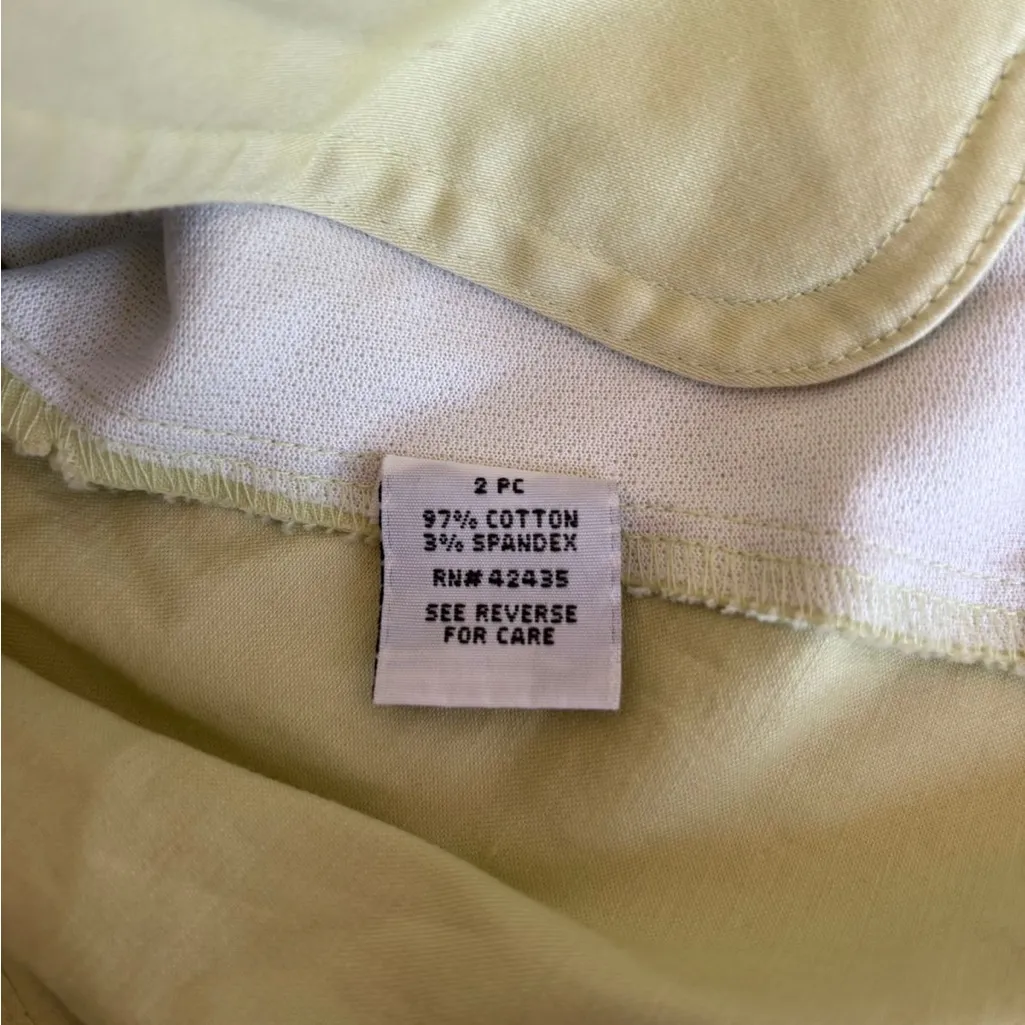 2 PC
97% COTTON
3% SPANDEX
RN# 42435
SEE REVERSE
FOR CARE